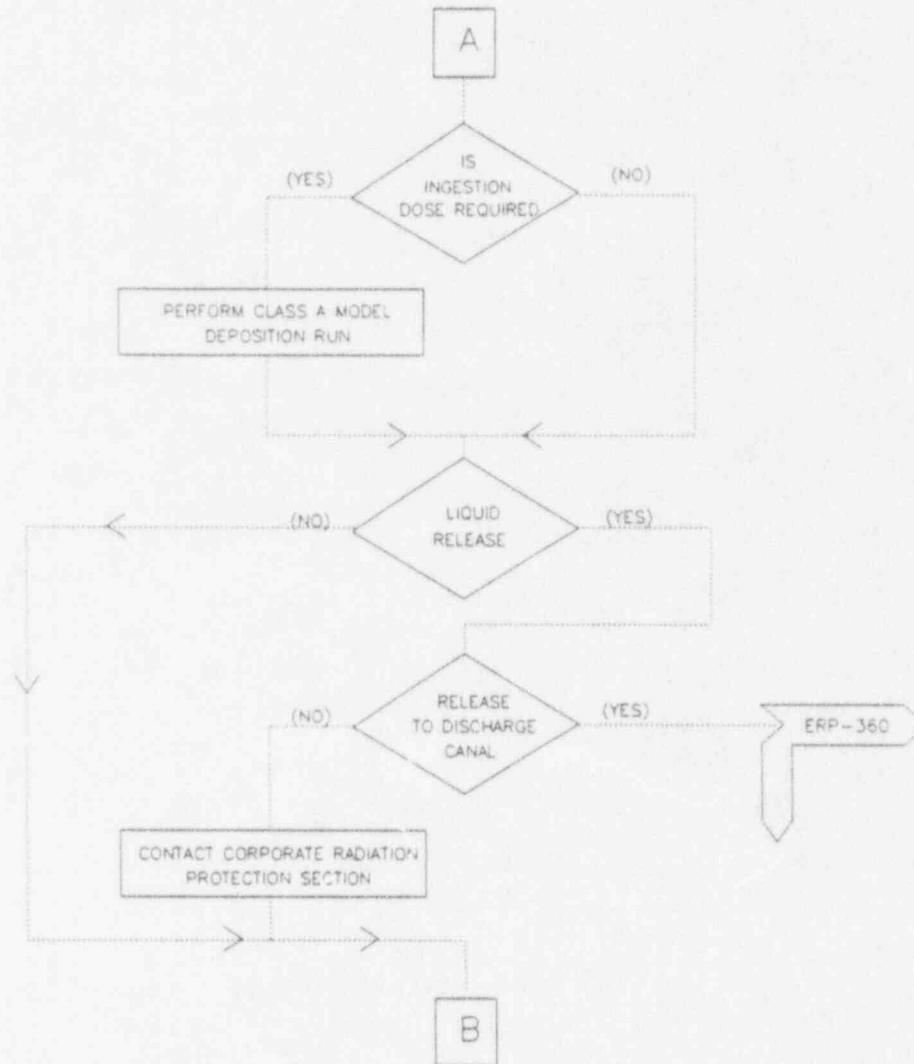 A
IS
INGESTION
DOSE REQUIRED
(YES)
(NO)
PERFORM CLASS A MODEL
DEPOSITION RUN
LIQUID
RELEASE
(NO)
(YES)
RELEASE
TO DISCHARGE
CANAL
(NO)
(YES)
ERP-360
CONTACT CORPORATE RADIATION
PROTECTION SECTION
B